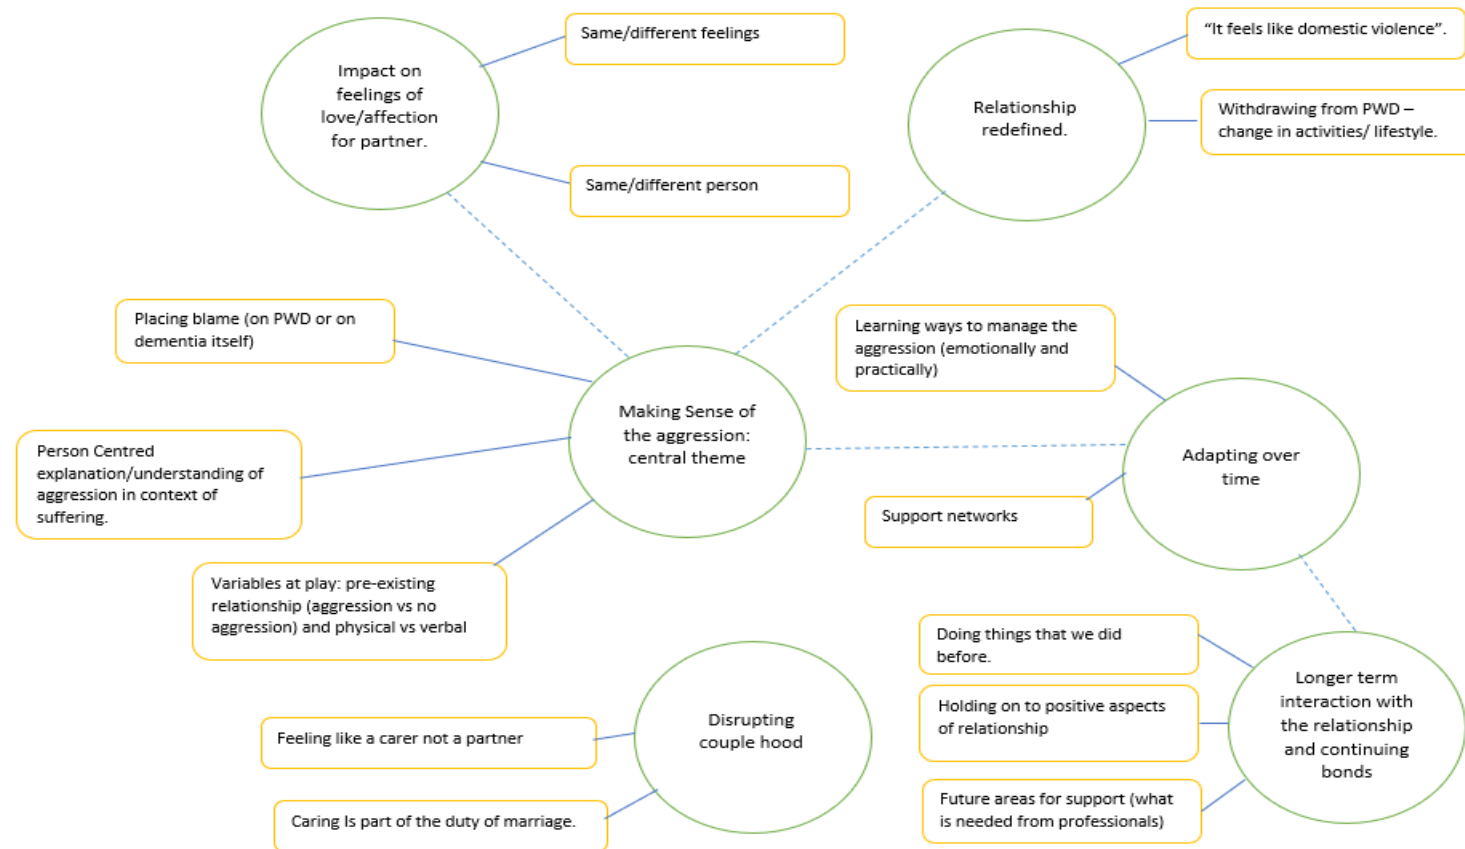 Impact on
feelings of
love/affection
for partner.
Same/different feelings
Same/different person
Relationship
redefined.
“It feels like domestic violence”.
Withdrawing from PWD –
change in activities/ lifestyle.
Placing blame (on PWD or on
dementia itself)
Person Centred
explanation/understanding of
aggression in context of
suffering.
Variables at play: pre-existing
relationship (aggression vs no
aggression) and physical vs verbal
Making Sense of
the aggression:
central theme
Learning ways to manage the
aggression (emotionally and
practically)
Support networks
Adapting over
time
Feeling like a carer not a partner
Caring Is part of the duty of marriage.
Disrupting
couple hood
Doing things that we did
before.
Holding on to positive aspects
of relationship
Future areas for support (what
is needed from professionals)
Longer term
interaction with
the relationship
and continuing
bonds